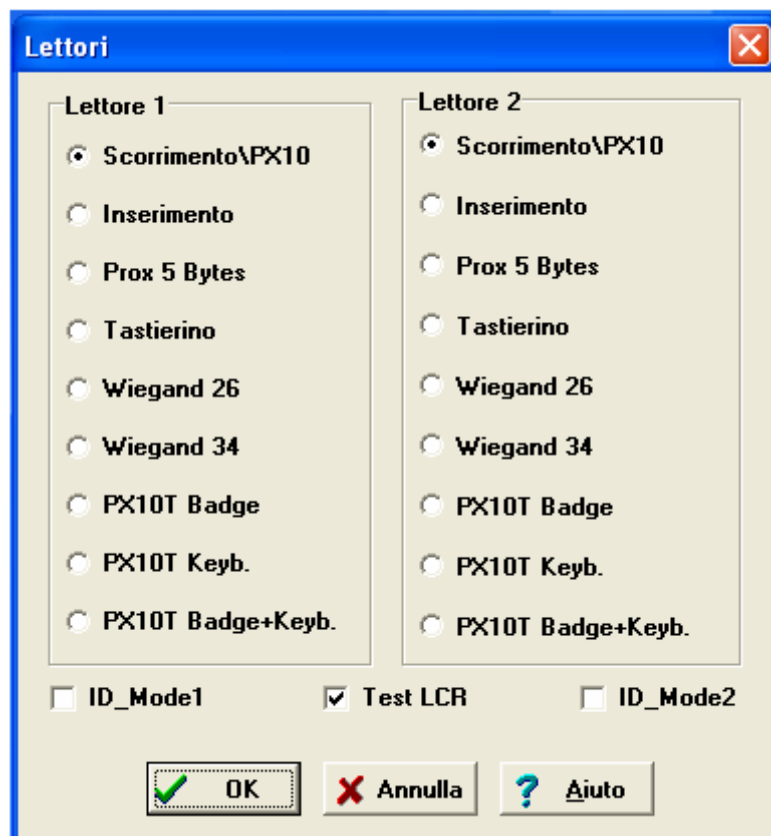 Lettori
Lettore 1
Scorrimento\PX10
Inserimento
Prox 5 Bytes
Tastierino
Wiegand 26
Wiegand 34
PX10T Badge
PX10T Keyb.
PX10T Badge+Keyb.
Lettore 2
Scorrimento\PX10
Inserimento
Prox 5 Bytes
Tastierino
Wiegand 26
Wiegand 34
PX10T Badge
PX10T Keyb.
PX10T Badge+Keyb.
ID_Mode1 Test LCR ID_Mode2
OK Annulla Aiuto